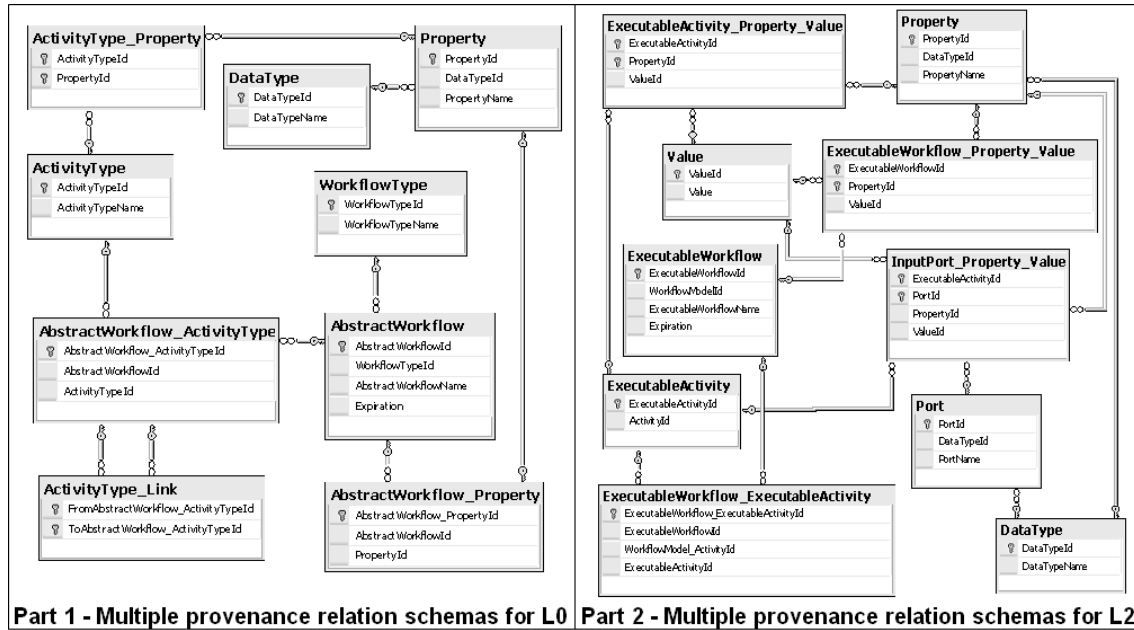 ActivityType_Property
ActivityTypeId
PropertyId
Property
PropertyId
DataTypeId
PropertyName
DataType
DataTypeId
DataTypeName
ActivityType
ActivityTypeId
ActivityTypeName
WorkflowType
WorkflowTypeId
WorkflowTypeName
AbstractWorkflow_ActivityType
AbstractWorkflow_ActivityTypeId
AbstractWorkflowId
ActivityTypeId
AbstractWorkflow
AbstractWorkflowId
WorkflowTypeId
AbstractWorkflowName
Expiration
ActivityType_Link
FromAbstractWorkflow_ActivityTypeId
ToAbstractWorkflow_ActivityTypeId
AbstractWorkflow_Property
AbstractWorkflow_PropertyId
AbstractWorkflowId
PropertyId
Part 1 - Multiple provenance relation schemas for L0
ExecutableActivity_Property_Value
ExecutableActivityId
PropertyId
ValueId
Property
PropertyId
DataTypeId
PropertyName
Value
ValueId
Value
ExecutableWorkflow_Property_Value
ExecutableWorkflowId
PropertyId
ValueId
ExecutableWorkflow
ExecutableWorkflowId
WorkflowModelId
ExecutableWorkflowName
Expiration
InputPort_Property_Value
ExecutableActivityId
PortId
PropertyId
ValueId
ExecutableActivity
ExecutableActivityId
ActivityId
Port
PortId
DataTypeId
PortName
ExecutableWorkflow_ExecutableActivity
ExecutableWorkflow_ExecutableActivityId
ExecutableWorkflowId
WorkflowModel_ActivityId
ExecutableActivityId
DataType
DataTypeId
DataTypeName
Part 2 - Multiple provenance relation schemas for L2